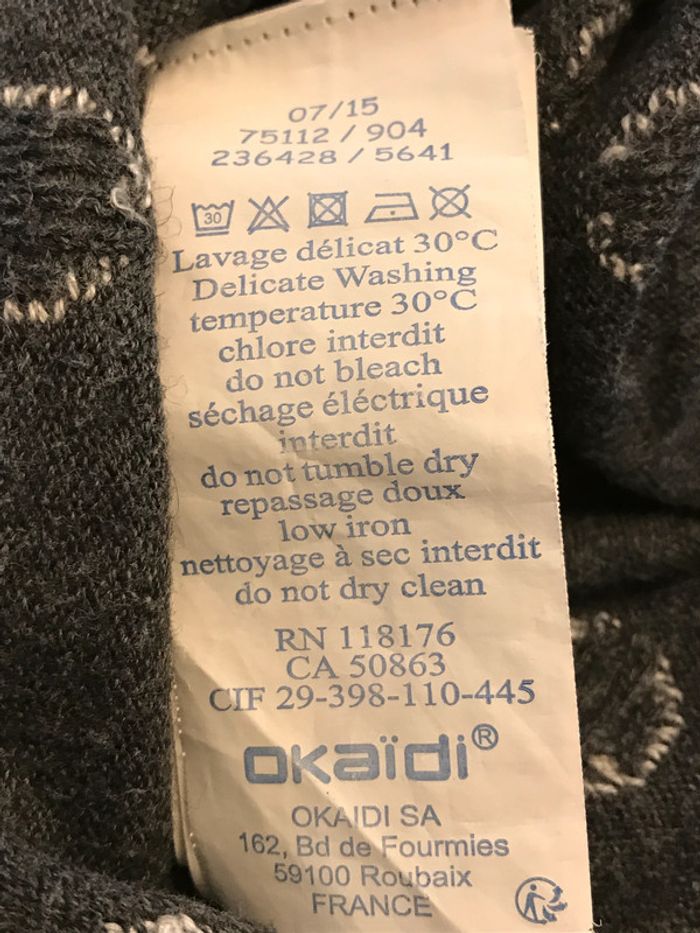 07/15
75112 / 904
236428 / 5641
30
Lavage délicat 30°C
Delicate Washing
temperature 30°C
chlore interdit
do not bleach
séchage éléctrique
interdit
do not tumble dry
repassage doux
low iron
nettoyage à sec interdit
do not dry clean
RN 118176
CA 50863
CIF 29-398-110-445
okaïdi®
OKAIDI SA
162, Bd de Fourmies
59100 Roubaix
FRANCE